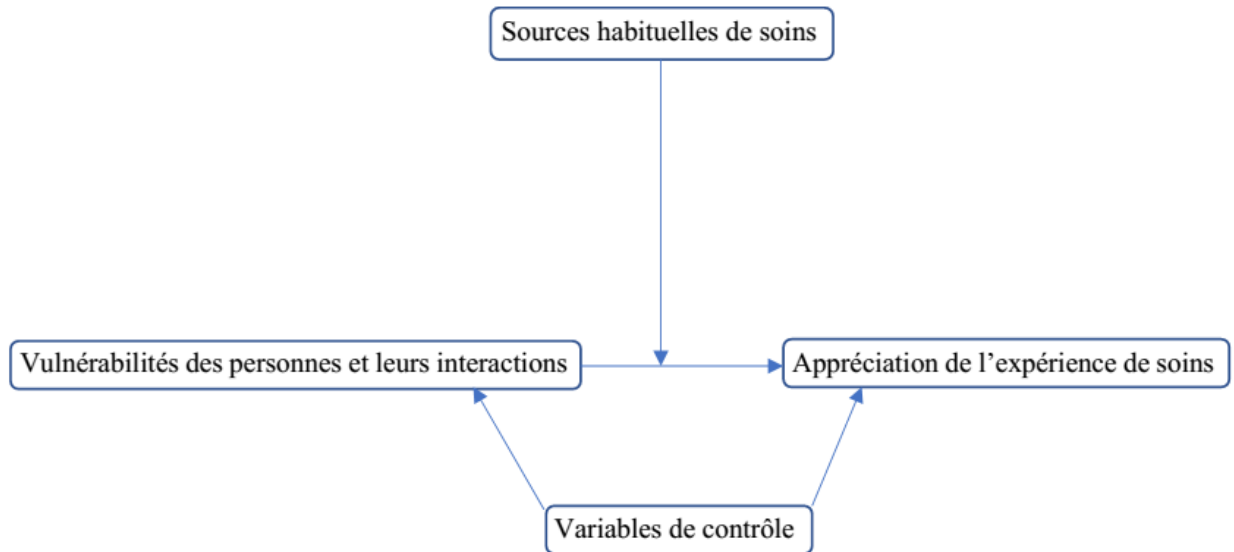 Sources habituelles de soins
Vulnérabilités des personnes et leurs interactions
Appréciation de l’expérience de soins
Variables de contrôle